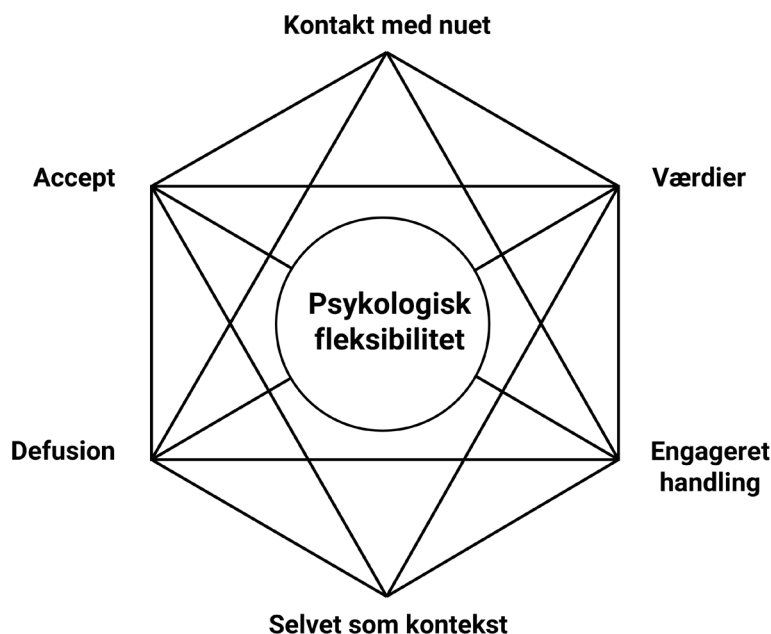 Kontakt med nuet
Accept
Værdier
Psykologisk
fleksibilitet
Defusion
Engageret
handling
Selvet som kontekst